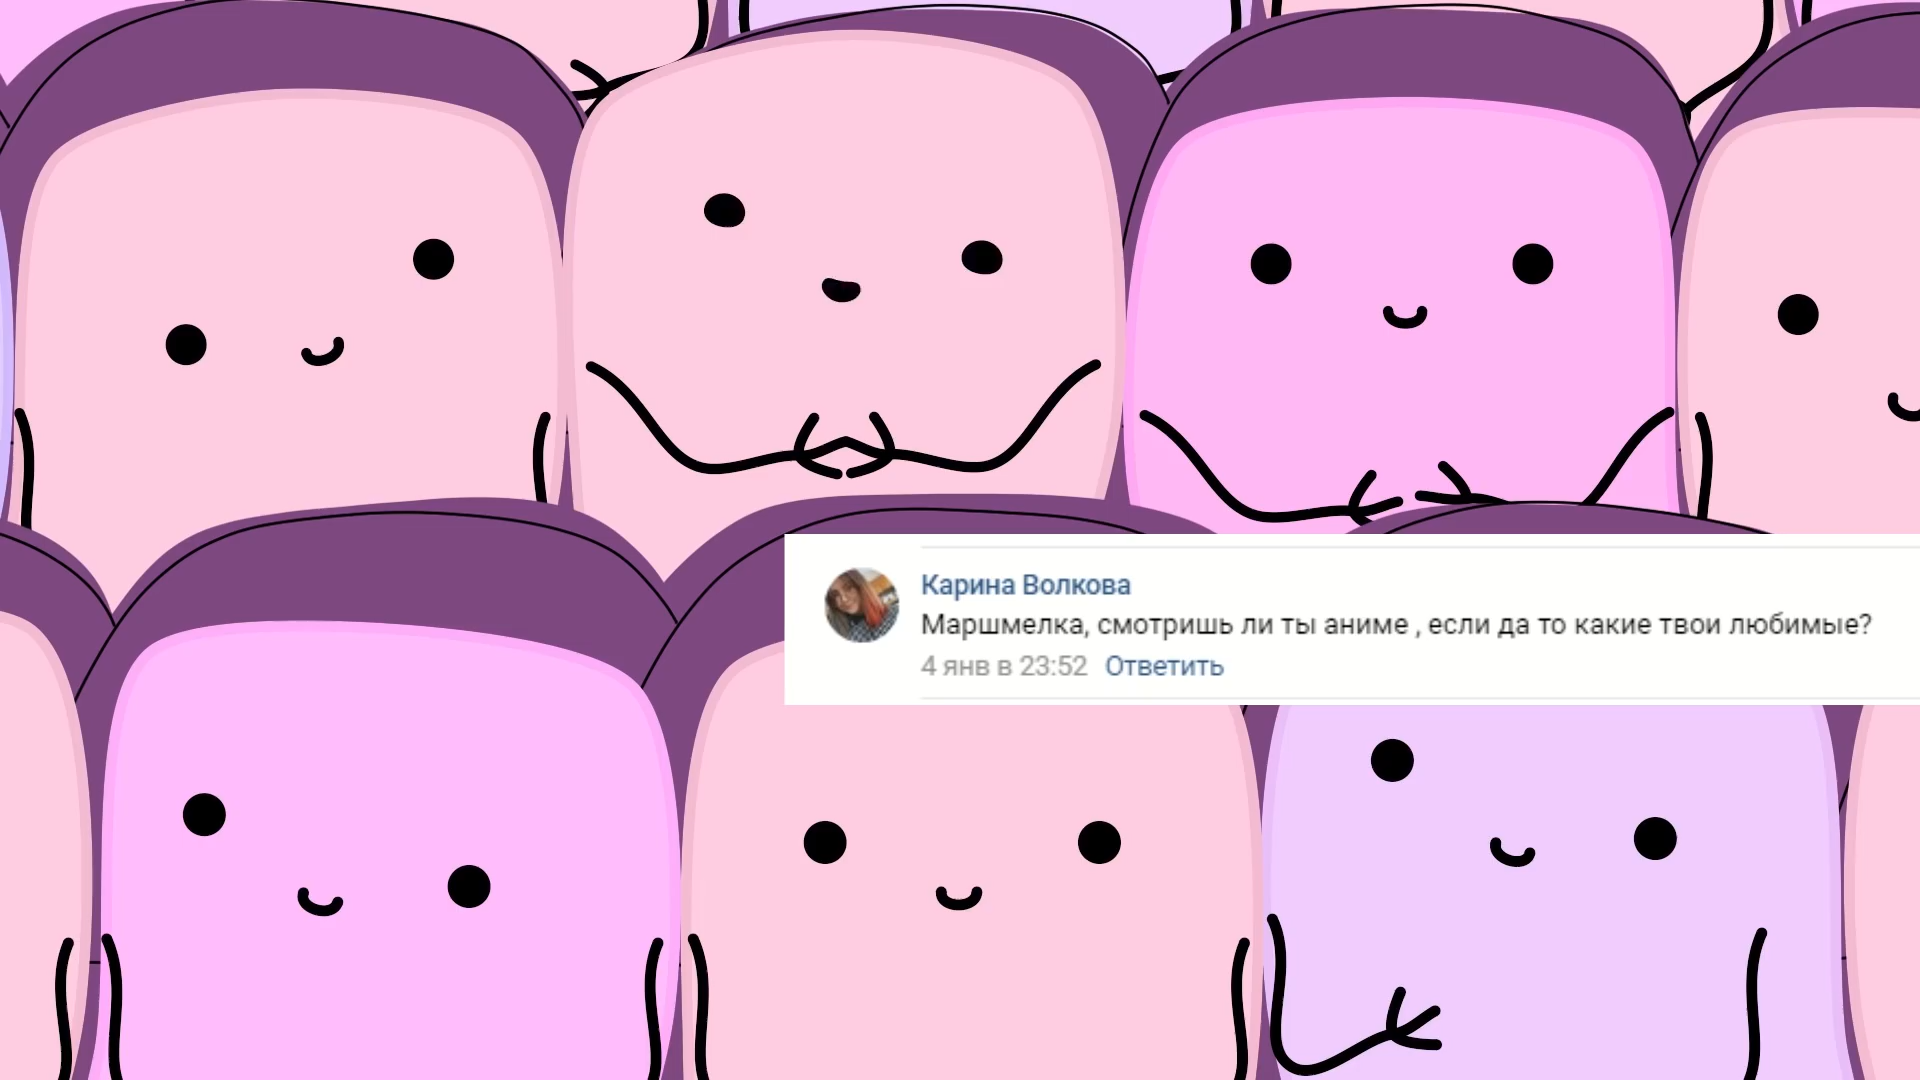 Карина Волкова
Маршмелка, смотришь ли ты аниме , если да то какие твои любимые?
4 янв в 23:52 Ответить